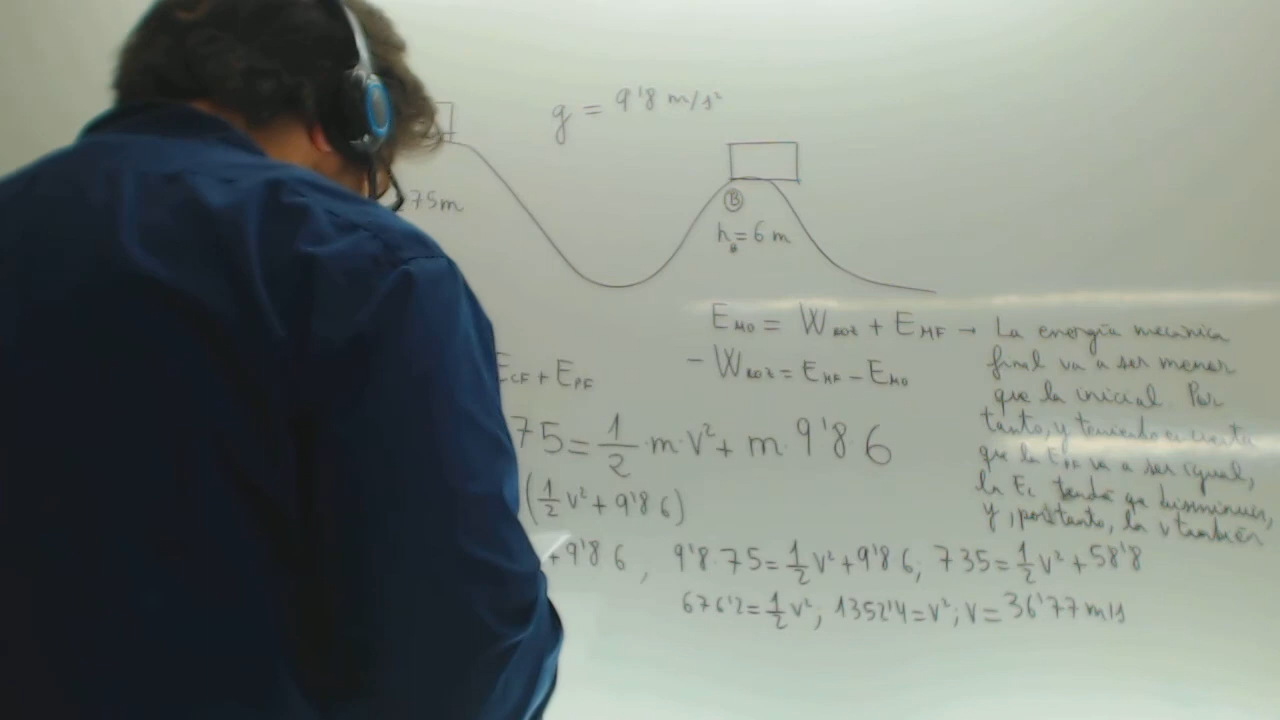 g = 9'8 m/s²
75m
B
h_B = 6 m
E_MO = W_ROZ + E_MF → La energía mecánica
final va a ser menor
que la inicial. Por
tanto, y teniendo en cuenta
que la E_PF va a ser igual,
la E_C tendrá que disminuir,
y, por tanto, la v también
- W_ROZ = E_MF - E_MO
E_CF + E_PF
75 = 1/2 · m · v² + m · 9'8 · 6
(1/2 v² + 9'8 · 6)
+ 9'8 · 6 , 9'8 · 75 = 1/2 v² + 9'8 · 6 ; 735 = 1/2 v² + 58'8
676'2 = 1/2 v² ; 1352'4 = v² ; v = 36'77 m/s